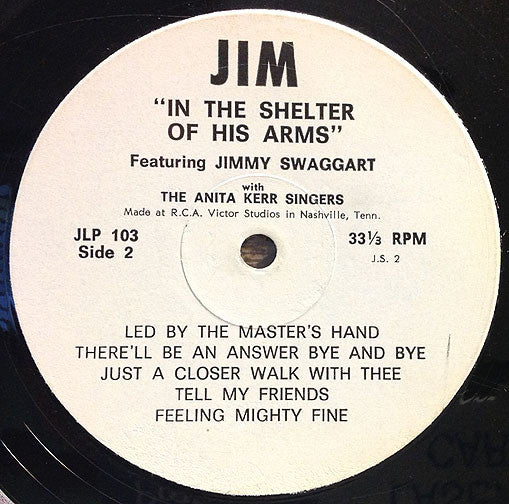 JIM
"IN THE SHELTER
OF HIS ARMS"
Featuring JIMMY SWAGGART
with
THE ANITA KERR SINGERS
Made at R.C.A. Victor Studios in Nashville, Tenn.
JLP 103
Side 2
33⅓ RPM
J.S. 2
LED BY THE MASTER'S HAND
THERE'LL BE AN ANSWER BYE AND BYE
JUST A CLOSER WALK WITH THEE
TELL MY FRIENDS
FEELING MIGHTY FINE